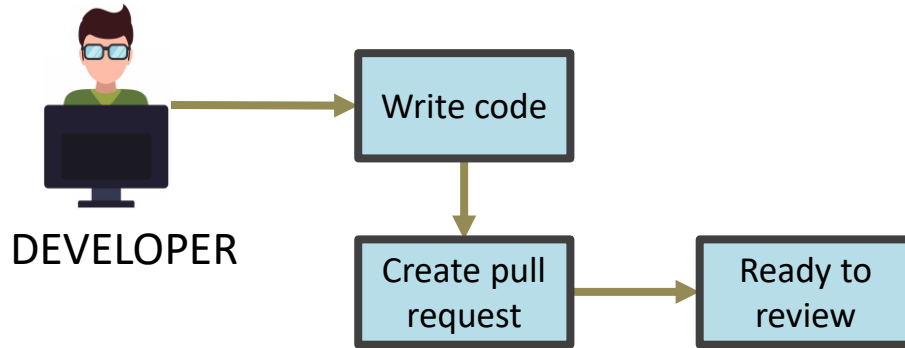 Write code
DEVELOPER
Create pull
request
Ready to
review